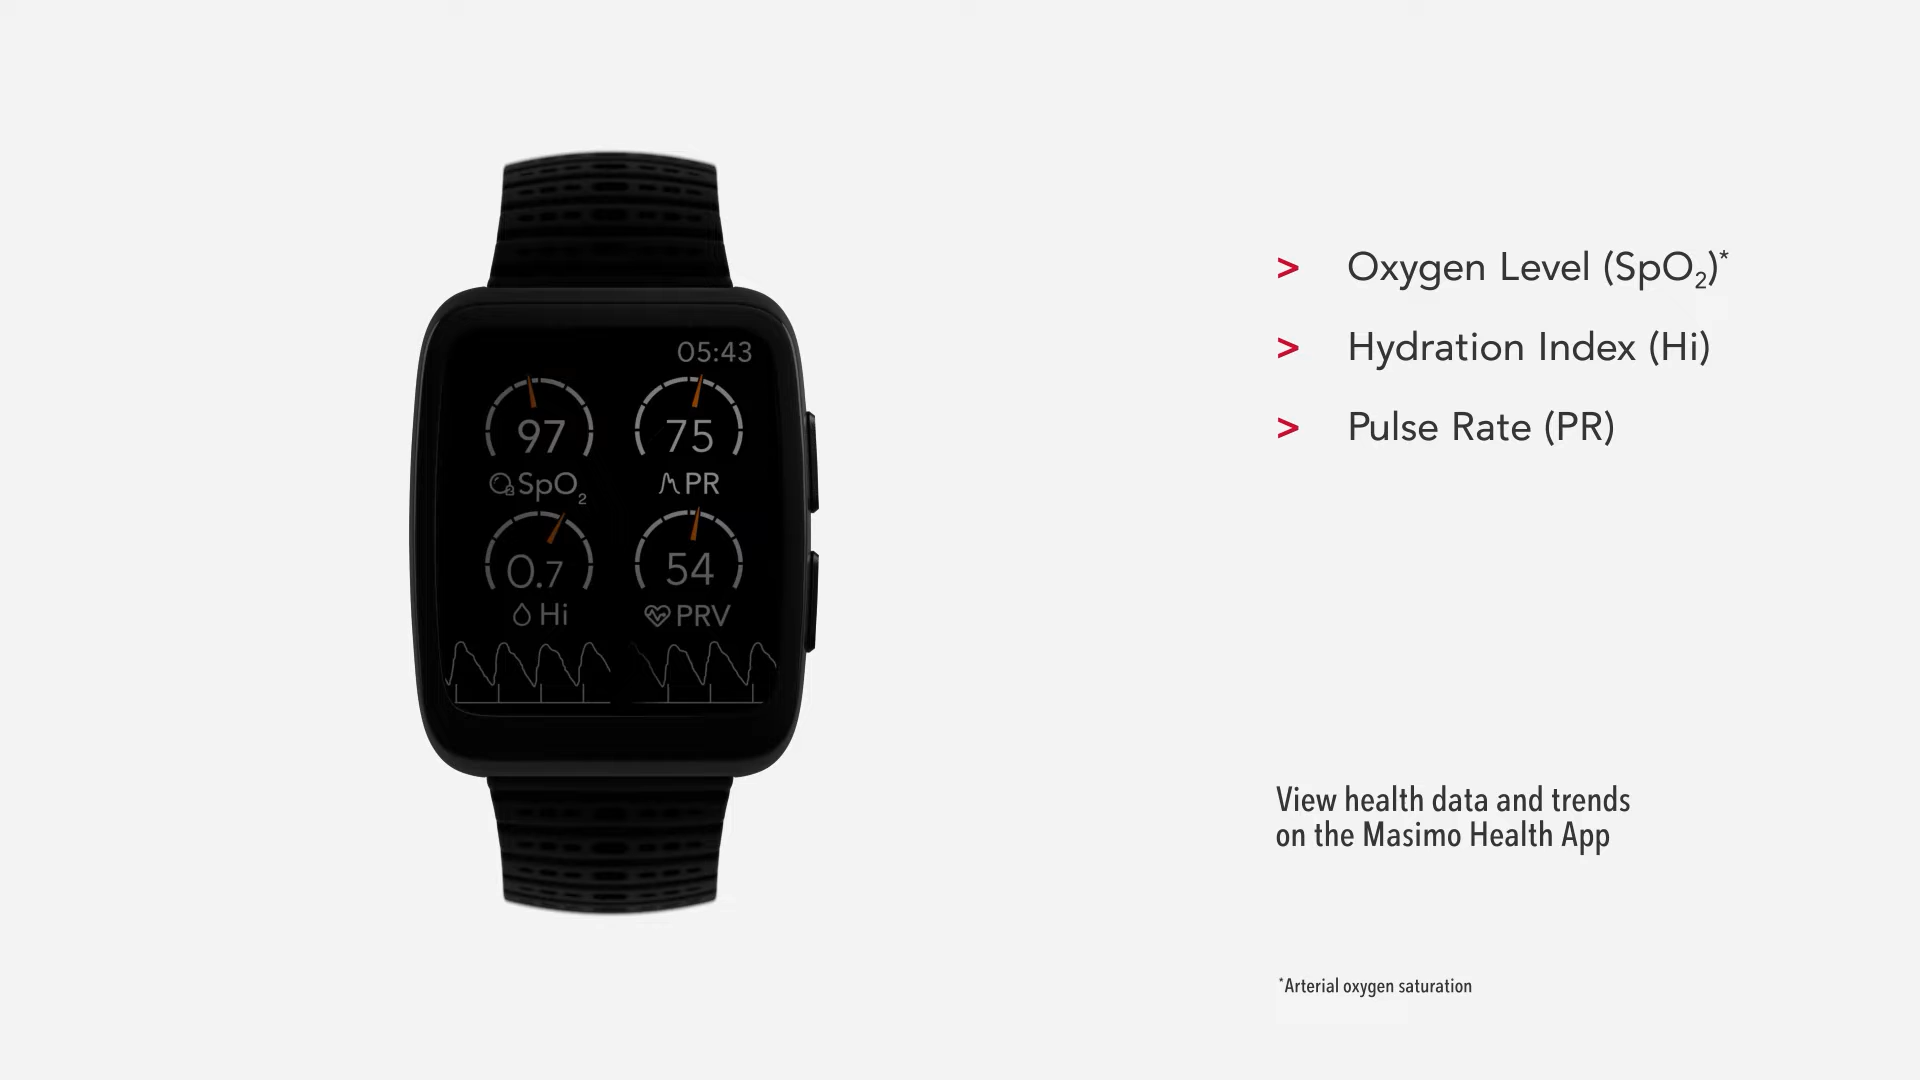 05:43
97
75
SpO₂
PR
0.7
54
Hi
PRV
> Oxygen Level (SpO₂)*
> Hydration Index (Hi)
> Pulse Rate (PR)
View health data and trends
on the Masimo Health App
*Arterial oxygen saturation